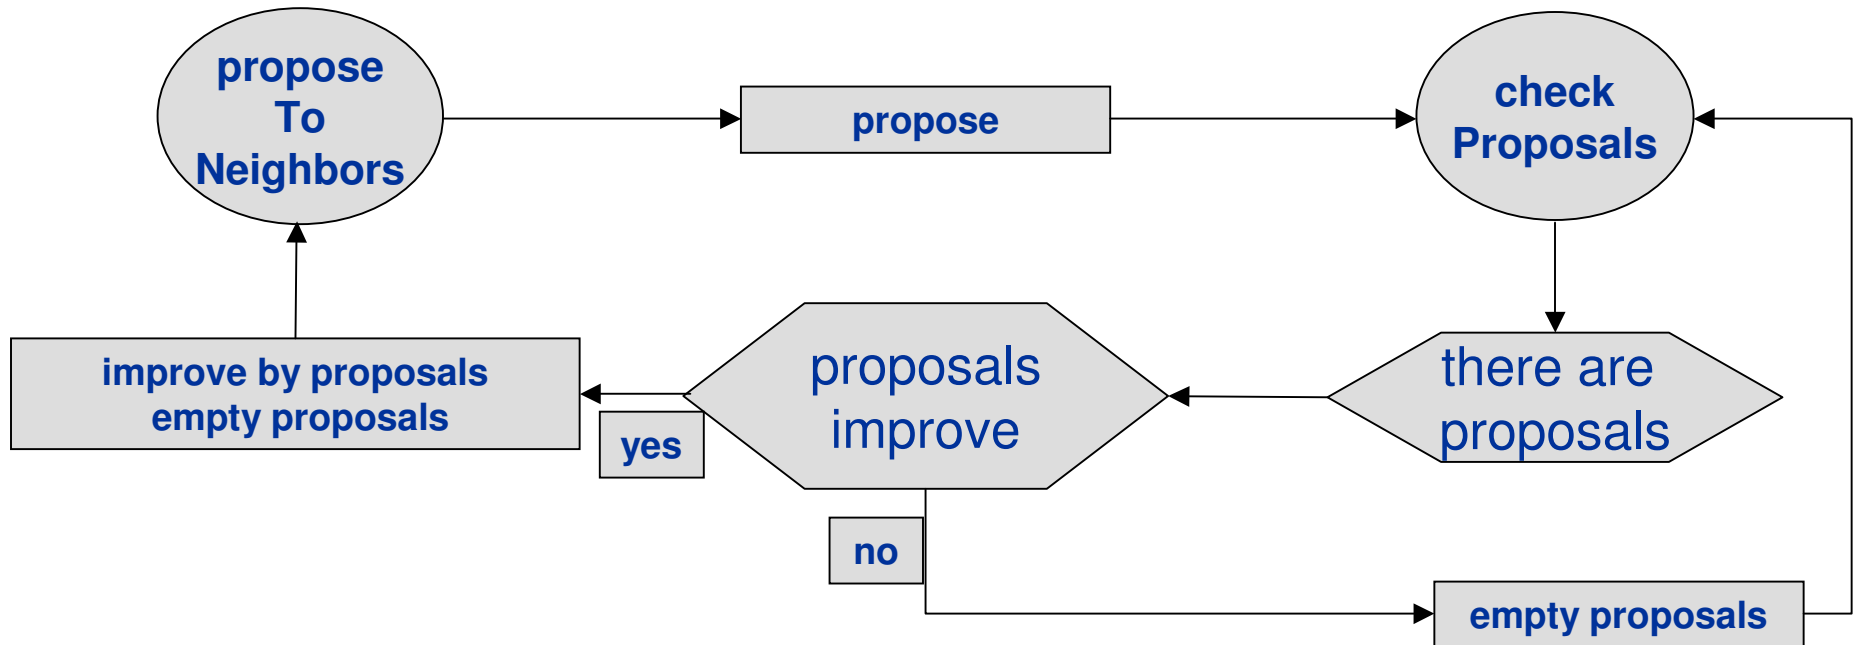 propose
To
Neighbors
propose
check
Proposals
improve by proposals
empty proposals
yes
proposals
improve
there are
proposals
no
empty proposals